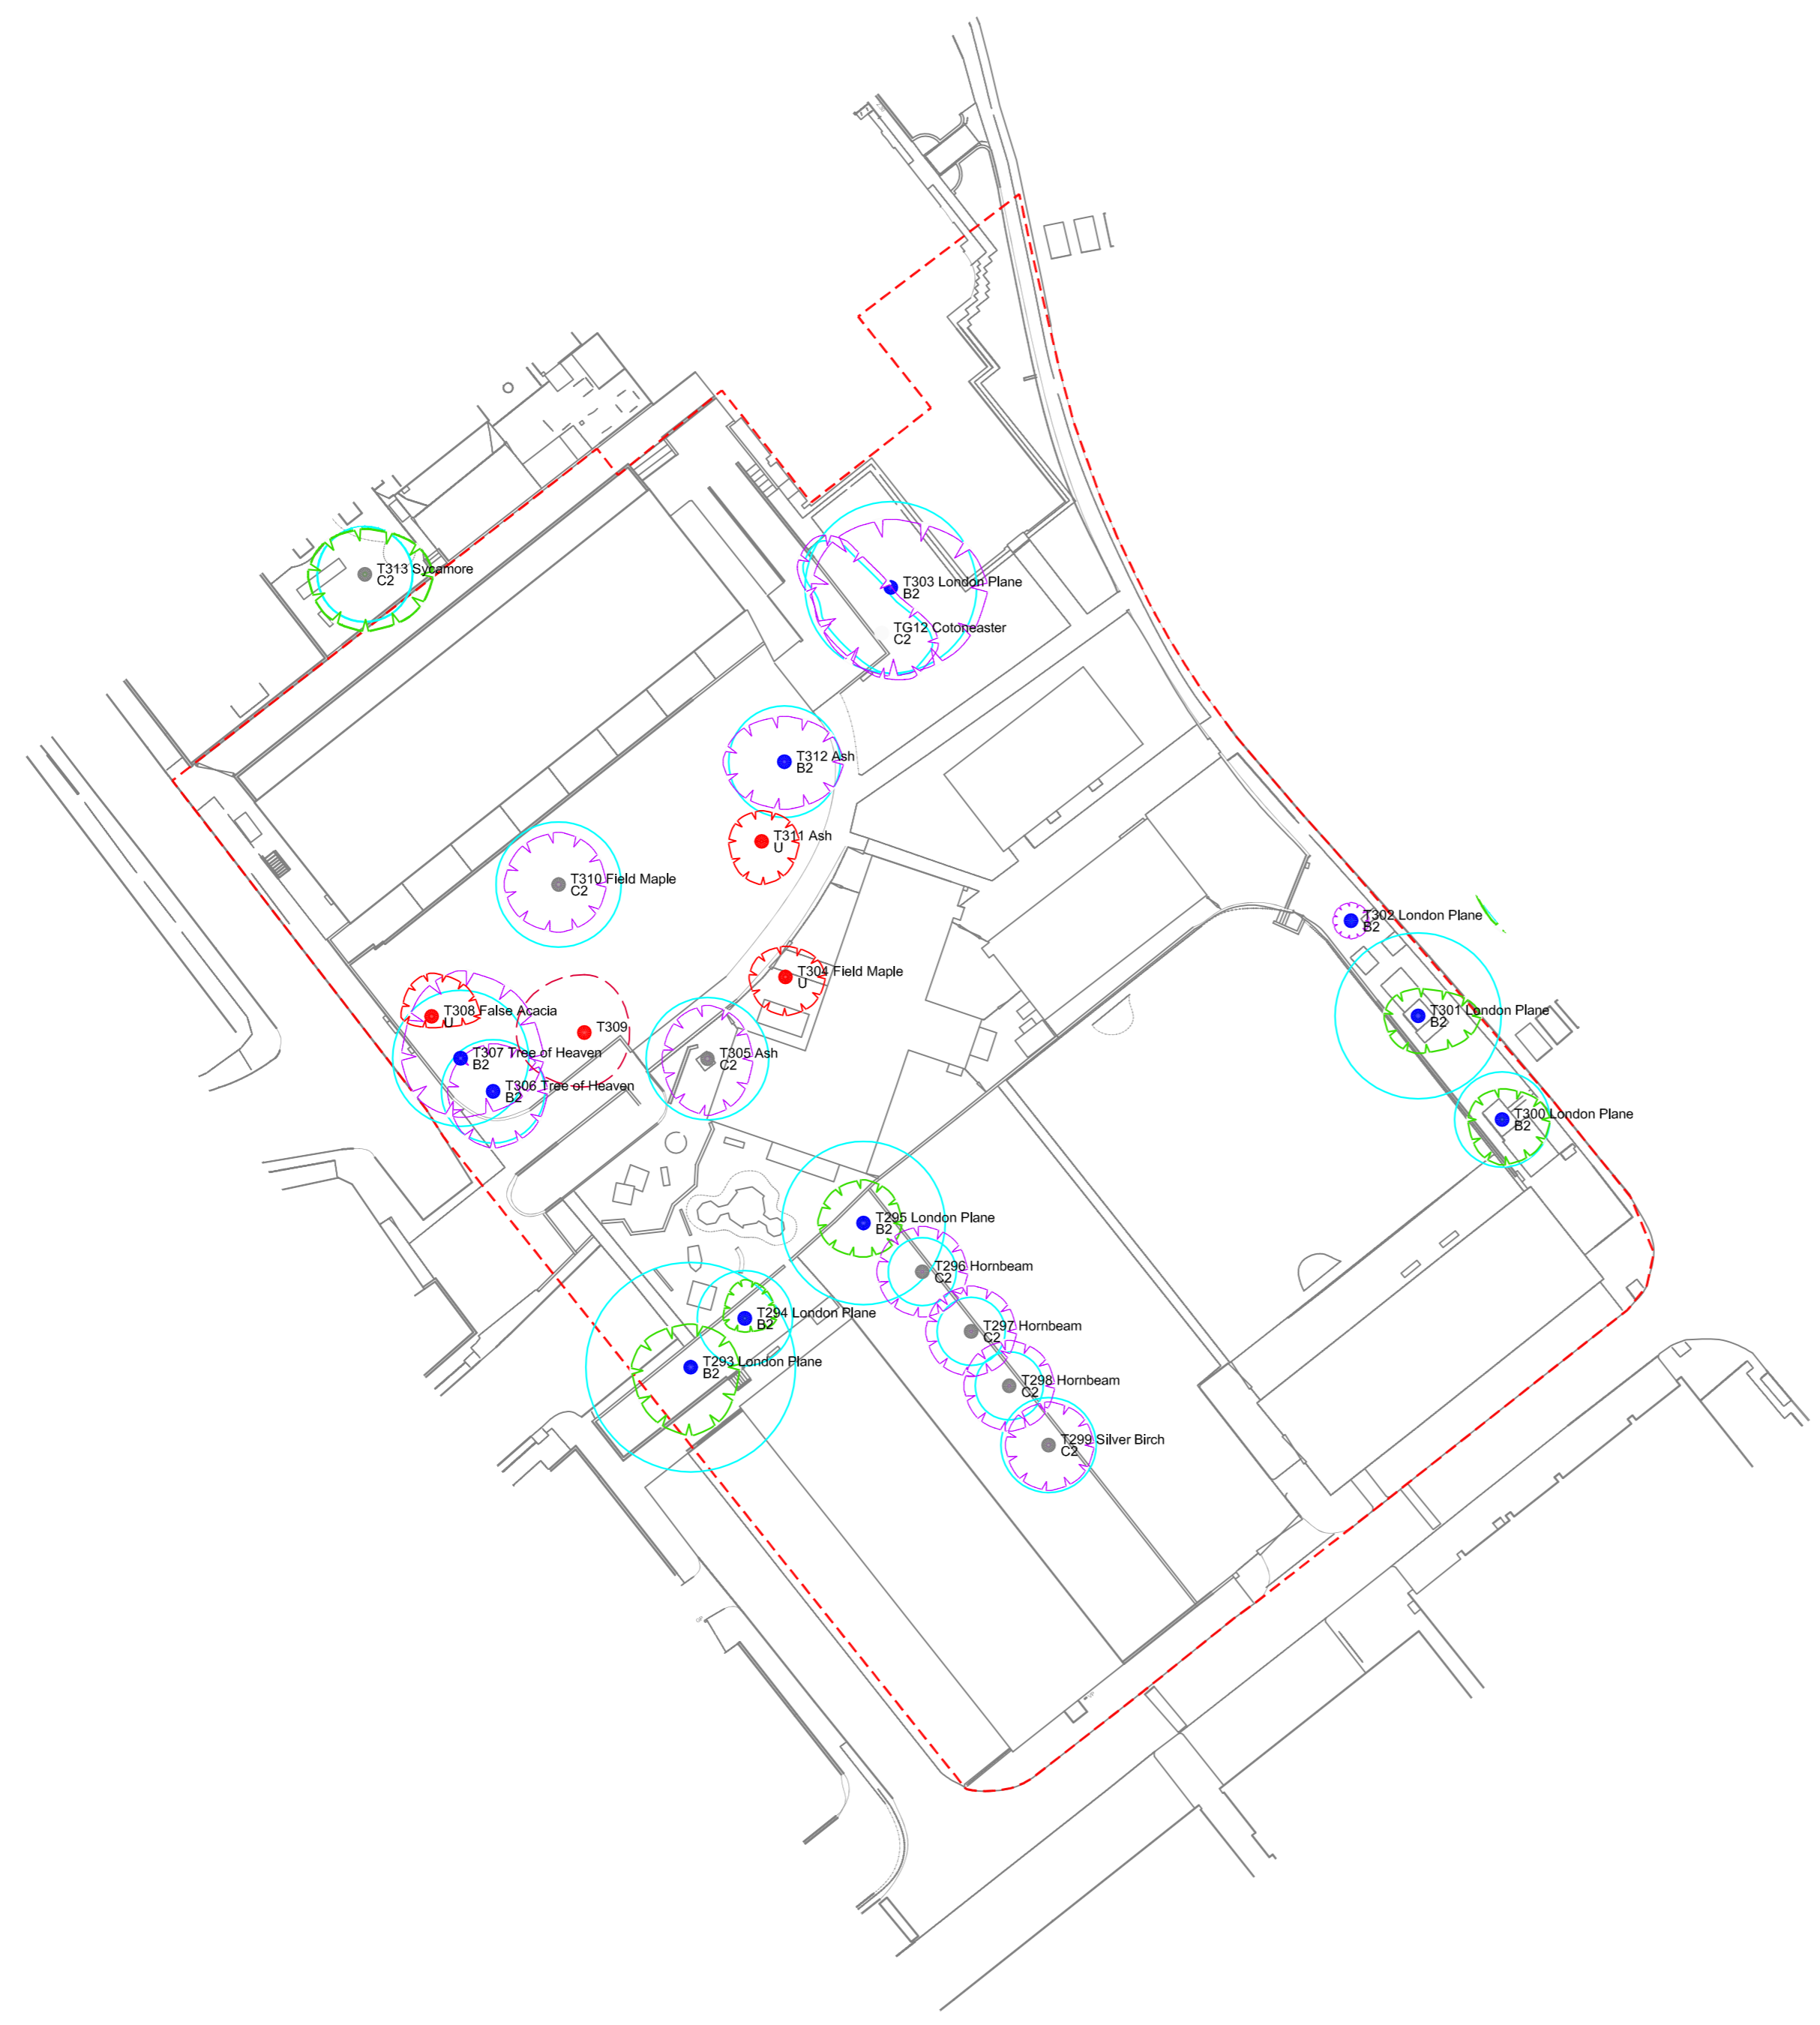 T313 Sycamore
C2
T303 London Plane
B2
TG12 Cotoneaster
C2
T312 Ash
B2
T311 Ash
U
T310 Field Maple
C2
T302 London Plane
B2
T304 Field Maple
U
T308 False Acacia
U
T301 London Plane
B2
T309
T307 Tree of Heaven
B2
T305 Ash
C2
T306 Tree of Heaven
B2
T300 London Plane
B2
T295 London Plane
B2
T296 Hornbeam
C2
T294 London Plane
B2
T297 Hornbeam
C2
T293 London Plane
B2
T298 Hornbeam
C2
T299 Silver Birch
C2